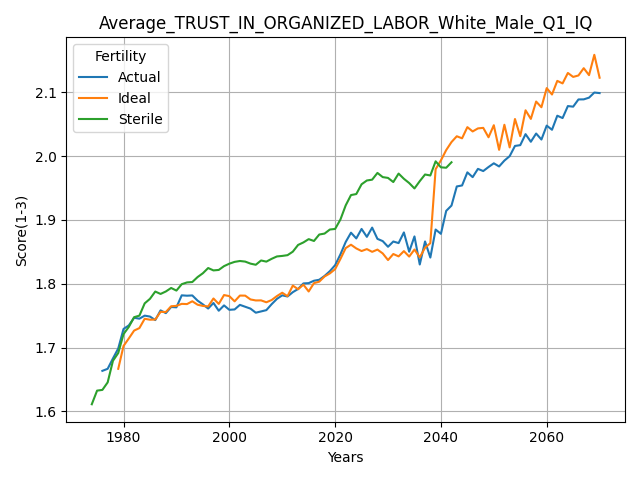 Average_TRUST_IN_ORGANIZED_LABOR_White_Male_Q1_IQ
Fertility
Actual
Ideal
Sterile
Score(1-3)
2.1
2.0
1.9
1.8
1.7
1.6
1980 2000 2020 2040 2060
Years